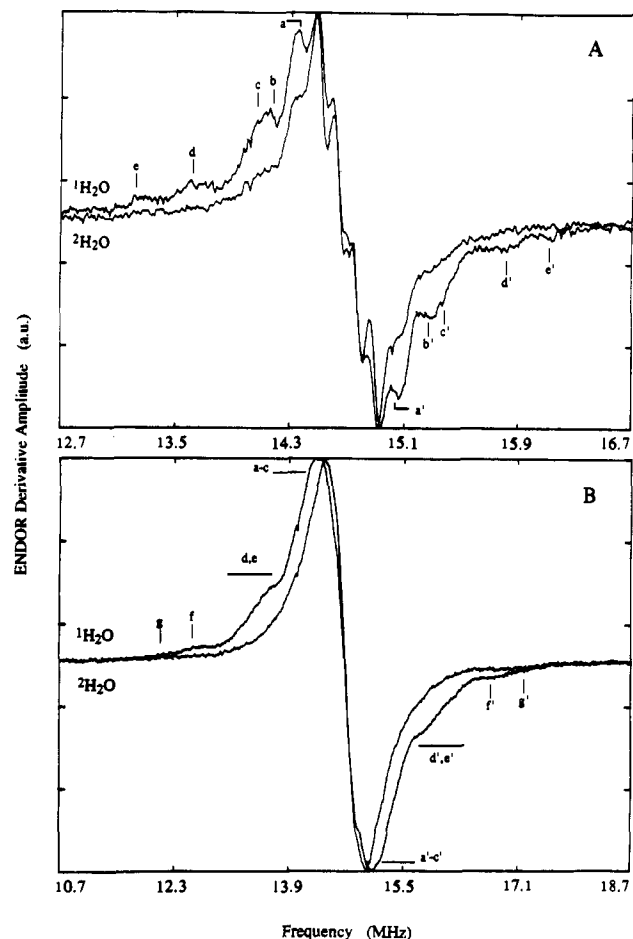 A
a
c
b
d
e
¹H₂O
²H₂O
d'
e'
b'
c'
a'
12.7 13.5 14.3 15.1 15.9 16.7
ENDOR Derivative Amplitude (a.u.)
B
a-c
d,e
g
f
¹H₂O
²H₂O
f'
g'
d',e'
a'-c'
10.7 12.3 13.9 15.5 17.1 18.7
Frequency (MHz)